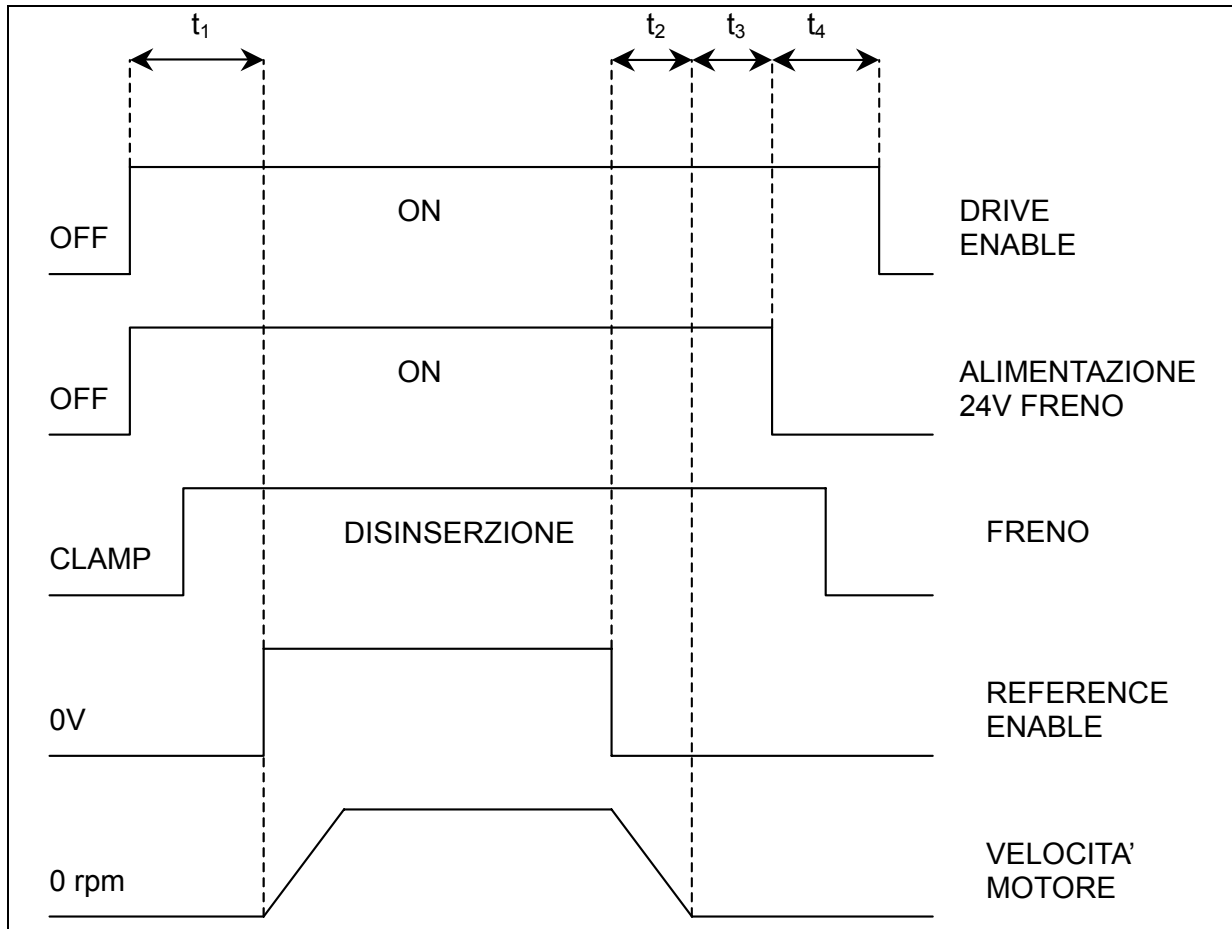 t₁
t₂
t₃
t₄
OFF
ON
DRIVE
ENABLE
OFF
ON
ALIMENTAZIONE
24V FRENO
CLAMP
DISINSERZIONE
FRENO
0V
REFERENCE
ENABLE
0 rpm
VELOCITA’
MOTORE